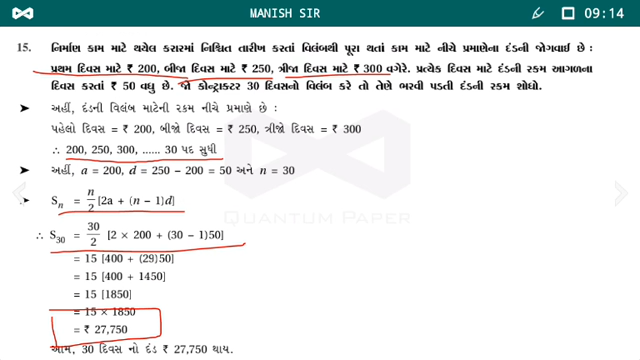 MANISH SIR
09:14
15. નિર્માણ કામ માટે થયેલ કરારમાં નિશ્ચિત તારીખ કરતાં વિલંબથી પૂરા થતાં કામ માટે નીચે પ્રમાણેના દંડની જોગવાઈ છે :
પ્રથમ દિવસ માટે ₹ 200, બીજા દિવસ માટે ₹ 250, ત્રીજા દિવસ માટે ₹ 300 વગેરે. પ્રત્યેક દિવસ માટે દંડની રકમ આગળના
દિવસ કરતાં ₹ 50 વધુ છે. જો કોન્ટ્રાક્ટર 30 દિવસનો વિલંબ કરે તો તેણે ભરવી પડતી દંડની રકમ શોધો.
➤ અહીં, દંડની વિલંબ માટેની રકમ નીચે પ્રમાણે છે :
પહેલો દિવસ = ₹ 200, બીજો દિવસ = ₹ 250, ત્રીજો દિવસ = ₹ 300
∴ 200, 250, 300, ...... 30 પદ સુધી
➤ અહીં, a = 200, d = 250 – 200 = 50 અને n = 30
∴ Sₙ = n/2 [2a + (n – 1)d]
∴ S₃₀ = 30/2 [2 × 200 + (30 – 1)50]
= 15 [400 + (29)50]
= 15 [400 + 1450]
= 15 [1850]
= 15 × 1850
= ₹ 27,750
આમ, 30 દિવસ નો દંડ ₹ 27,750 થાય.
QUANTUM PAPER